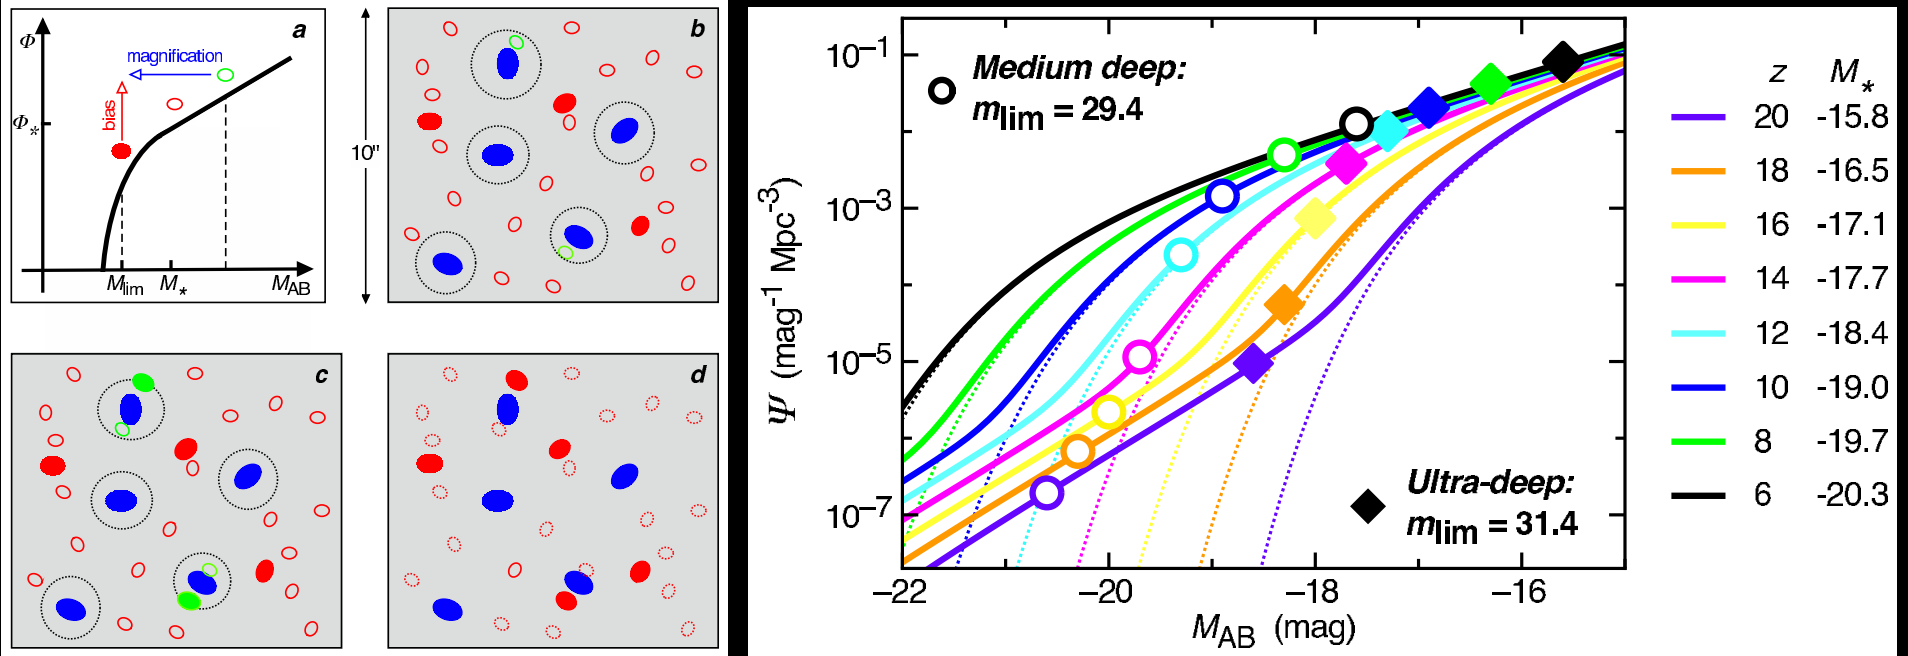 a
Φ
magnification
bias
Φ*
Mlim
M*
MAB
10"
b
c
d
Medium deep:
mlim = 29.4
Ultra-deep:
mlim = 31.4
Ψ (mag-1 Mpc-3)
10−1
10−3
10−5
10−7
−22
−20
−18
−16
MAB (mag)
z M*
20 -15.8
18 -16.5
16 -17.1
14 -17.7
12 -18.4
10 -19.0
8 -19.7
6 -20.3